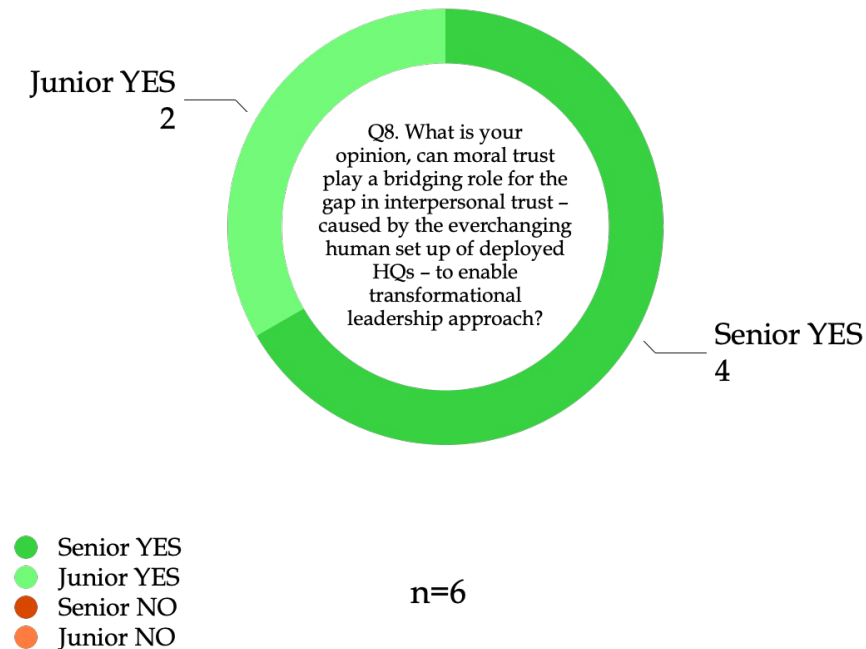 Junior YES
2
Q8. What is your
opinion, can moral trust
play a bridging role for the
gap in interpersonal trust –
caused by the everchanging
human set up of deployed
HQs – to enable
transformational
leadership approach?
Senior YES
4
Senior YES
Junior YES
Senior NO
Junior NO
n=6